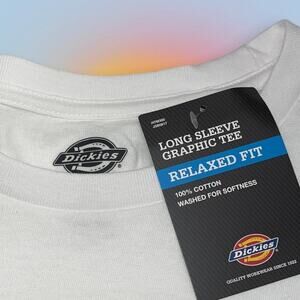 Dickies
LONG SLEEVE
GRAPHIC TEE
RELAXED FIT
100% COTTON
WASHED FOR SOFTNESS
Dickies
QUALITY WORKWEAR SINCE 1922